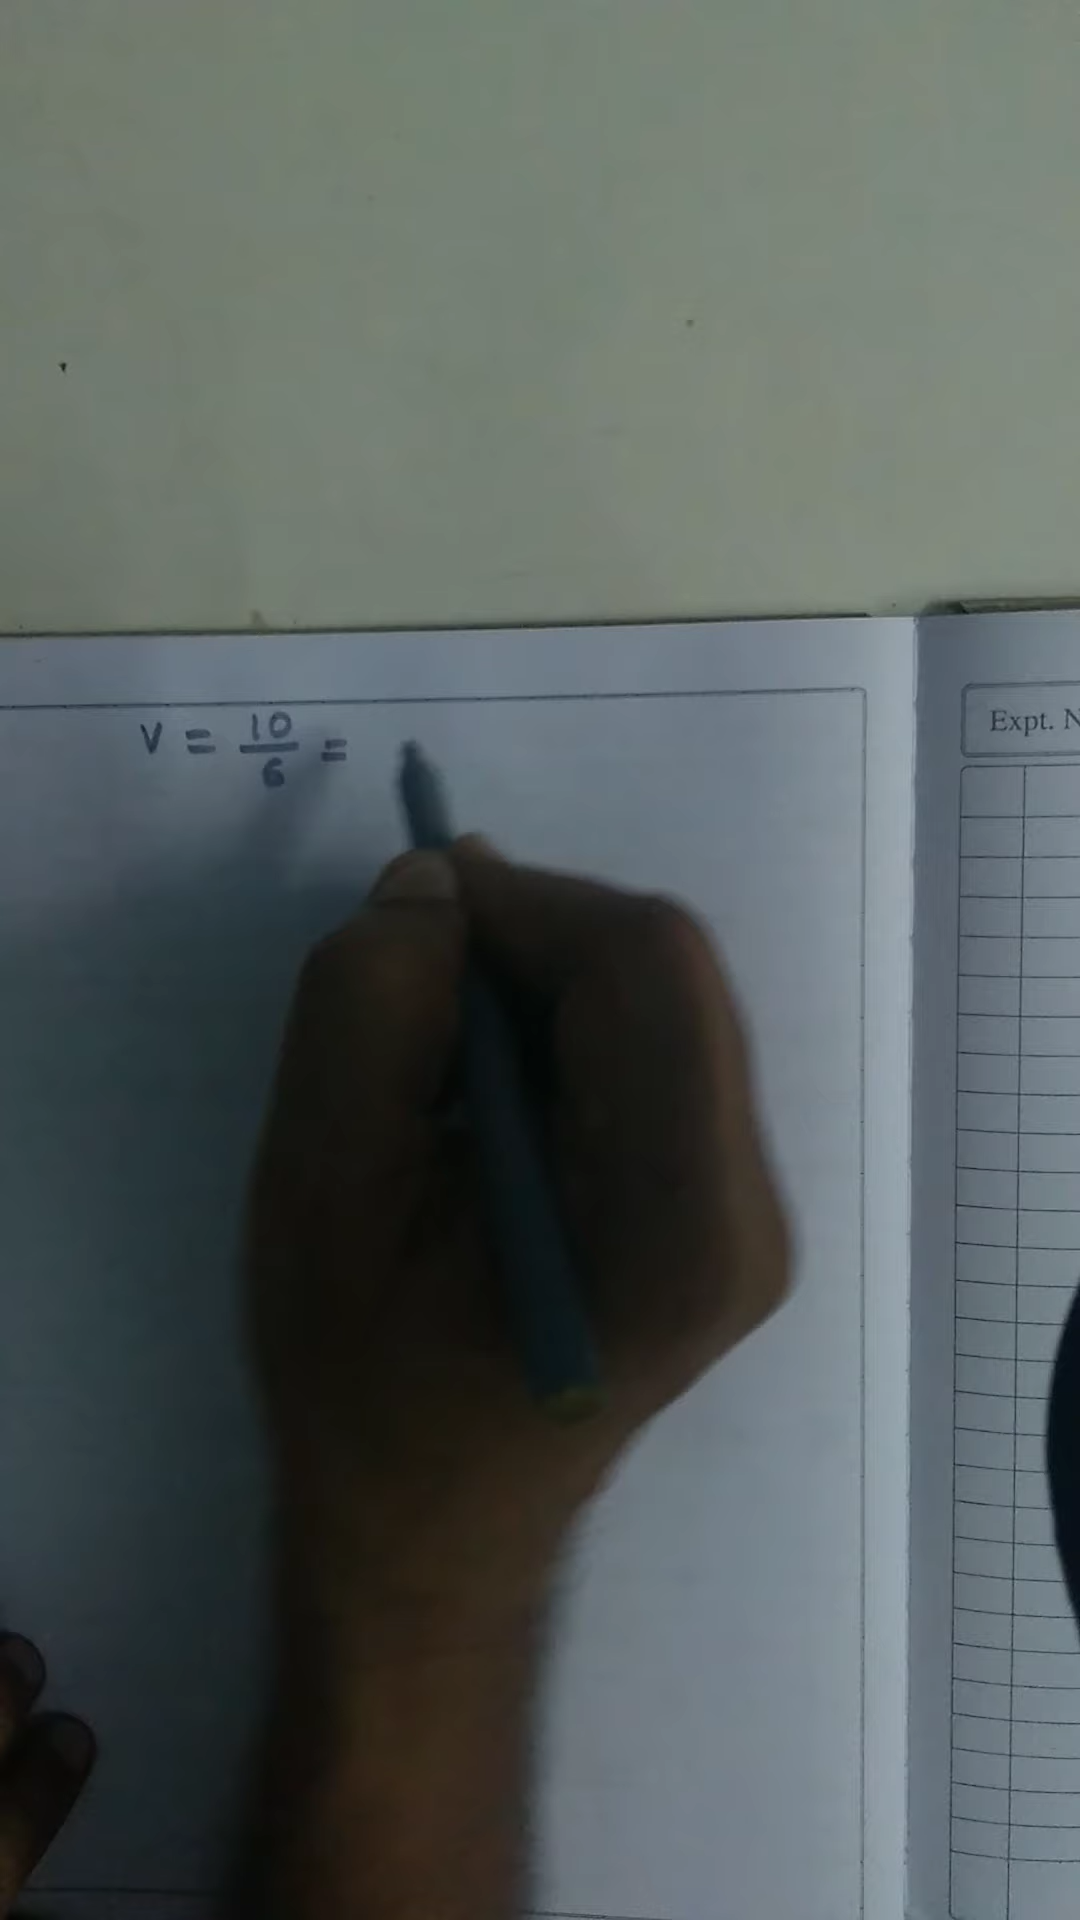 V = 10/6 =
Expt. N